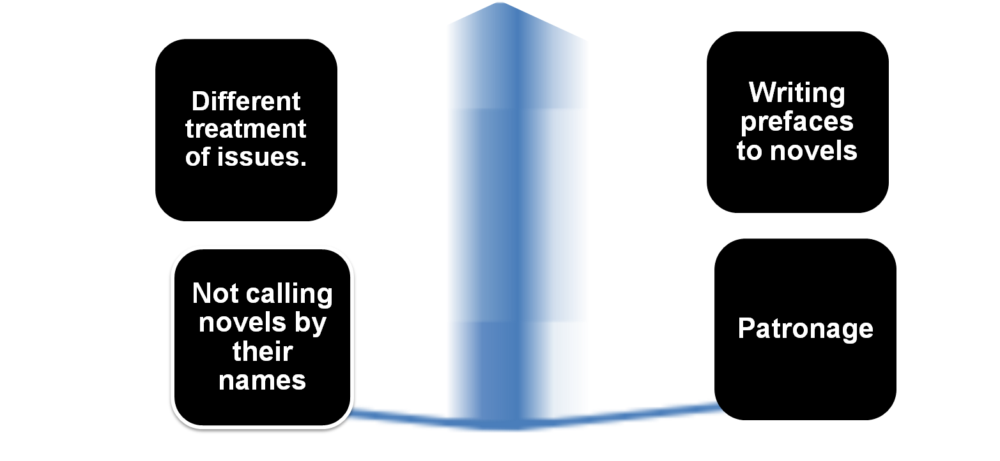 Different
treatment
of issues.
Not calling
novels by
their
names
Writing
prefaces
to novels
Patronage